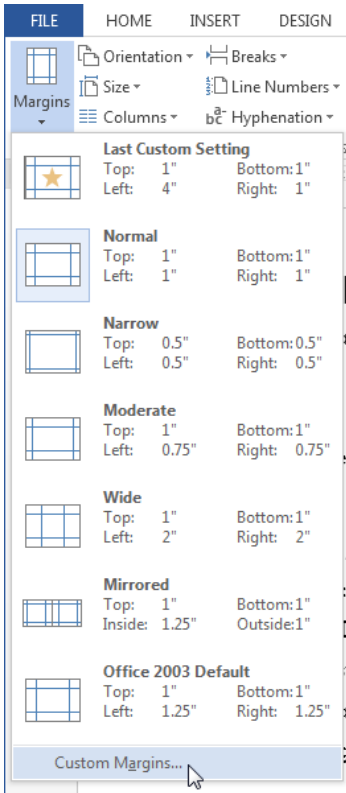 FILE HOME INSERT DESIGN
Margins
Orientation Breaks
Size Line Numbers
Columns Hyphenation
Last Custom Setting
Top: 1" Bottom: 1"
Left: 4" Right: 1"
Normal
Top: 1" Bottom: 1"
Left: 1" Right: 1"
Narrow
Top: 0.5" Bottom: 0.5"
Left: 0.5" Right: 0.5"
Moderate
Top: 1" Bottom: 1"
Left: 0.75" Right: 0.75"
Wide
Top: 1" Bottom: 1"
Left: 2" Right: 2"
Mirrored
Top: 1" Bottom: 1"
Inside: 1.25" Outside: 1"
Office 2003 Default
Top: 1" Bottom: 1"
Left: 1.25" Right: 1.25"
Custom Margins...